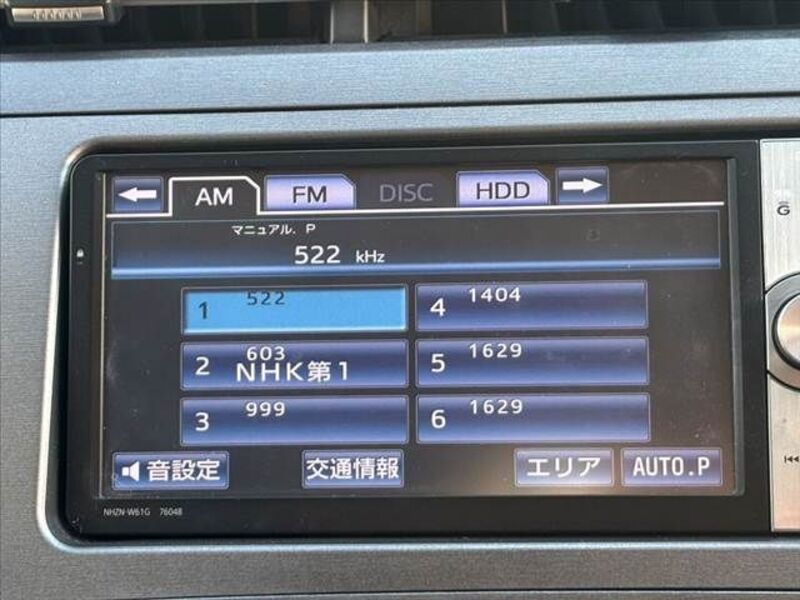 AM FM DISC HDD
マニュアル. P
522 kHz
1 522
2 603
NHK第1
3 999
4 1404
5 1629
6 1629
音設定 交通情報 エリア AUTO.P
NHZN-W61G 76048
G